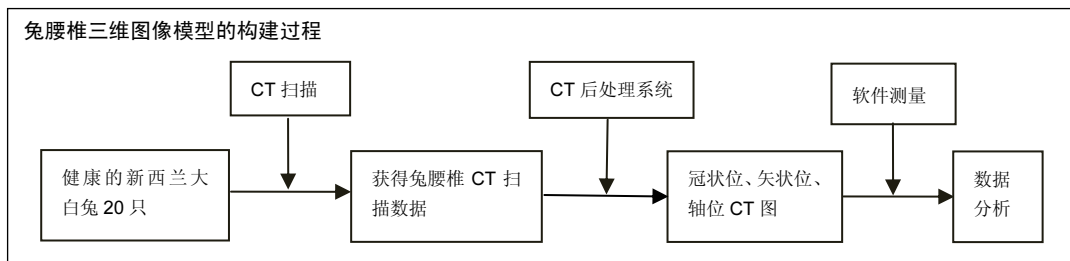 兔腰椎三维图像模型的构建过程
CT 扫描
CT 后处理系统
软件测量
健康的新西兰大
白兔 20 只
获得兔腰椎 CT 扫
描数据
冠状位、矢状位、
轴位 CT 图
数据
分析